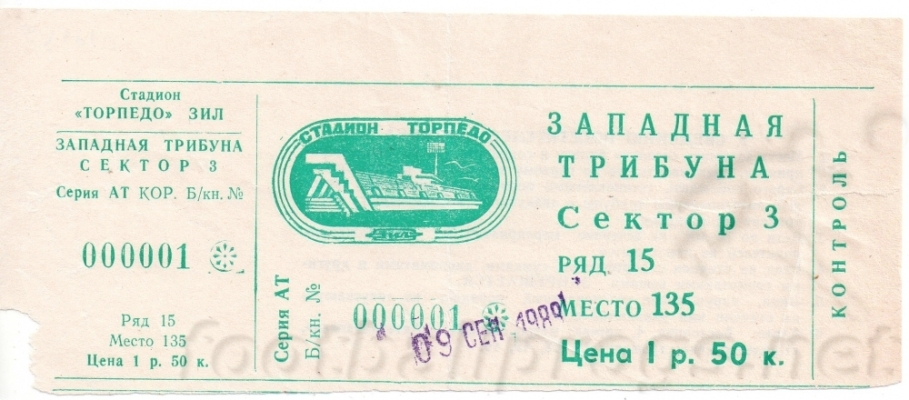 Стадион
«ТОРПЕДО» ЗИЛ
ЗАПАДНАЯ ТРИБУНА
СЕКТОР 3
Серия АТ КОР. Б/кн. №
000001
Ряд 15
Место 135
Цена 1 р. 50 к.
СТАДИОН ТОРПЕДО
ЗИЛ
Серия АТ
Б/кн. №
000001
09 СЕН 1989
ЗАПАДНАЯ
ТРИБУНА
Сектор 3
РЯД 15
МЕСТО 135
Цена 1 р. 50 к.
КОНТРОЛЬ